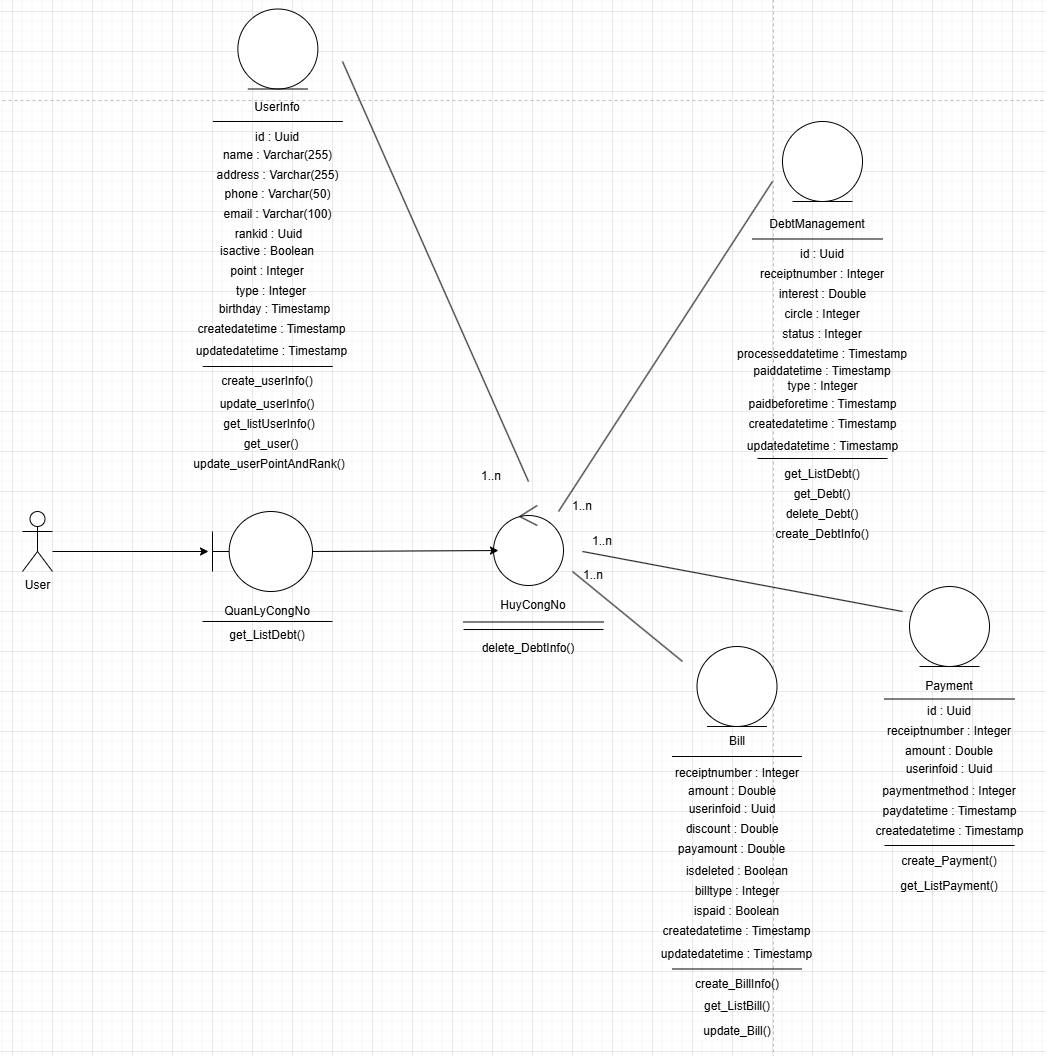 UserInfo
id : Uuid
name : Varchar(255)
address : Varchar(255)
phone : Varchar(50)
email : Varchar(100)
rankid : Uuid
isactive : Boolean
point : Integer
type : Integer
birthday : Timestamp
createdatetime : Timestamp
updatedatetime : Timestamp
create_userInfo()
update_userInfo()
get_listUserInfo()
get_user()
update_userPointAndRank()
DebtManagement
id : Uuid
receiptnumber : Integer
interest : Double
circle : Integer
status : Integer
processeddatetime : Timestamp
paiddatetime : Timestamp
type : Integer
paidbeforetime : Timestamp
createdatetime : Timestamp
updatedatetime : Timestamp
get_ListDebt()
get_Debt()
delete_Debt()
create_DebtInfo()
1..n
1..n
1..n
1..n
User
QuanLyCongNo
get_ListDebt()
HuyCongNo
delete_DebtInfo()
Bill
receiptnumber : Integer
amount : Double
userinfoid : Uuid
discount : Double
payamount : Double
isdeleted : Boolean
billtype : Integer
ispaid : Boolean
createdatetime : Timestamp
updatedatetime : Timestamp
create_BillInfo()
get_ListBill()
update_Bill()
Payment
id : Uuid
receiptnumber : Integer
amount : Double
userinfoid : Uuid
paymentmethod : Integer
paydatetime : Timestamp
createdatetime : Timestamp
create_Payment()
get_ListPayment()